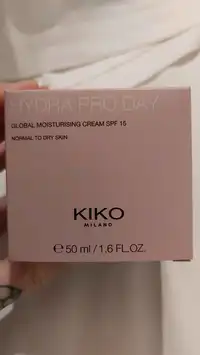 HYDRA PRO DAY
GLOBAL MOISTURISING CREAM SPF 15
NORMAL TO DRY SKIN
KIKO
MILANO
℮ 50 ml / 1.6 FL.OZ.